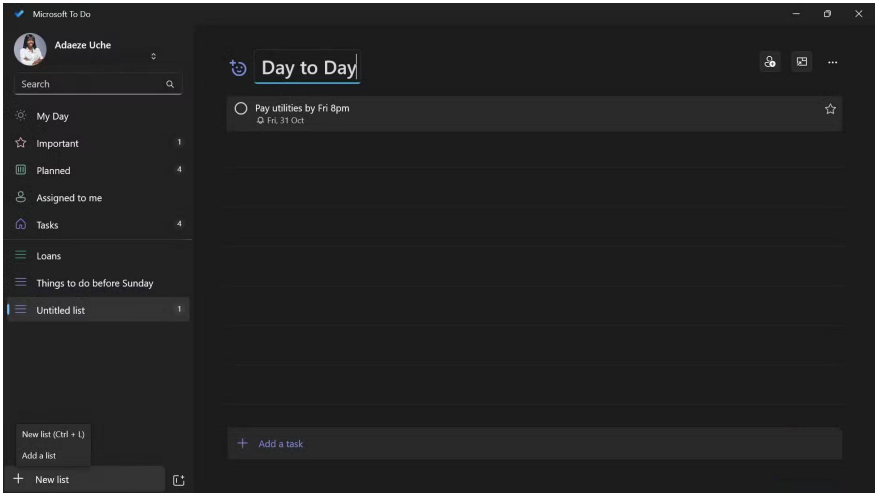 Microsoft To Do
Adaeze Uche
Search
My Day
Important 1
Planned 4
Assigned to me
Tasks 4
Loans
Things to do before Sunday
Untitled list 1
New list (Ctrl + L)
Add a list
New list
Day to Day
Pay utilities by Fri 8pm
Fri, 31 Oct
Add a task